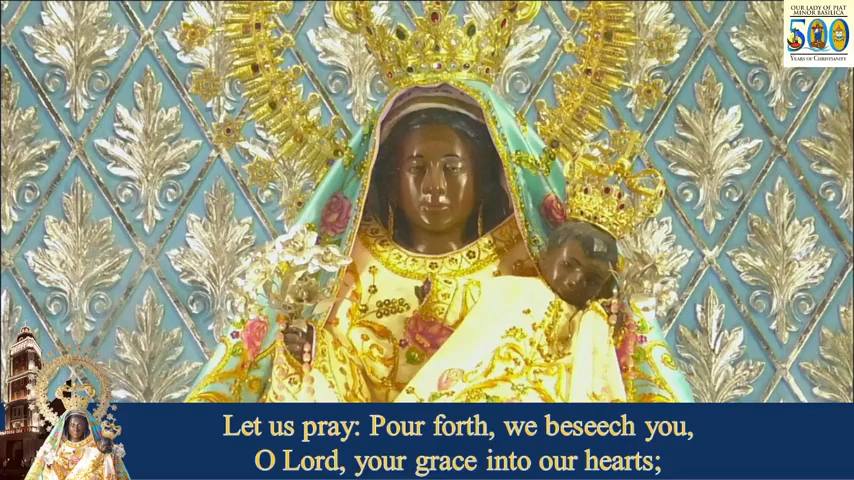 OUR LADY OF PIAT
MINOR BASILICA
500
YEARS OF CHRISTIANITY
Let us pray: Pour forth, we beseech you,
O Lord, your grace into our hearts;